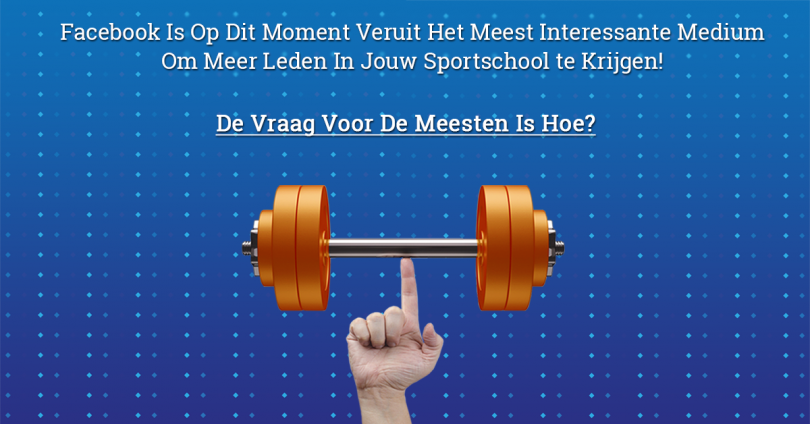 Facebook Is Op Dit Moment Veruit Het Meest Interessante Medium
Om Meer Leden In Jouw Sportschool te Krijgen!
De Vraag Voor De Meesten Is Hoe?